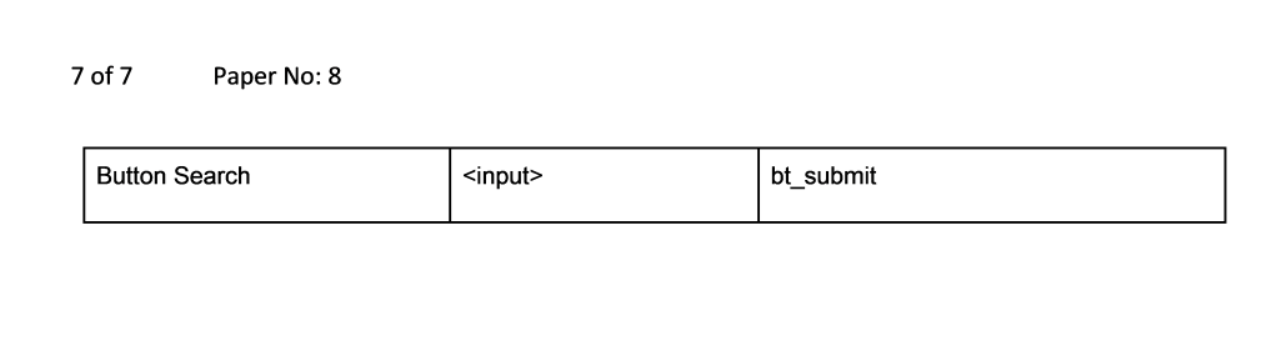 7 of 7 Paper No: 8
Button Search <input> bt_submit